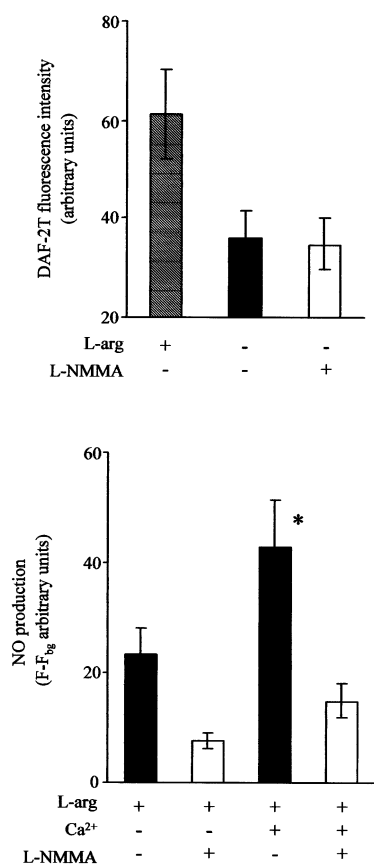 80
60
40
20
DAF-2T fluorescence intensity
(arbitrary units)
L-arg + - -
L-NMMA - - +
60
40
20
0
NO production
(F-Fbg arbitrary units)
*
L-arg + + + +
Ca²⁺ - - + +
L-NMMA - + - +